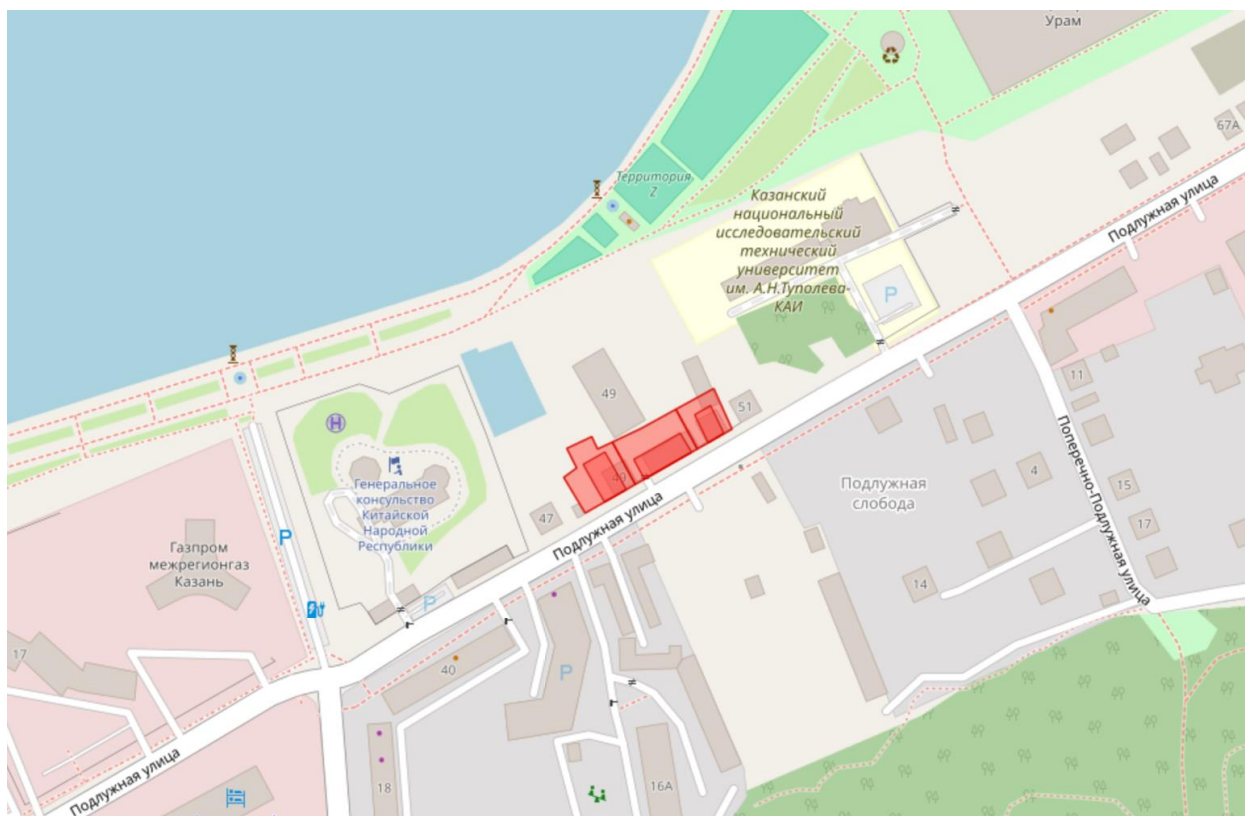 Урам
67А
Территория
Z
Подлужная улица
Казанский
национальный
исследовательский
технический
университет
им. А.Н.Туполева-
КАИ
P
11
49
51
H
Поперечно-Подлужная улица
Генеральное
консульство
Китайской
Народной
Республики
49
4
Подлужная
слобода
15
47
17
Подлужная улица
P
Газпром
межрегионгаз
Казань
14
P
17
40
P
Подлужная улица
18
16А